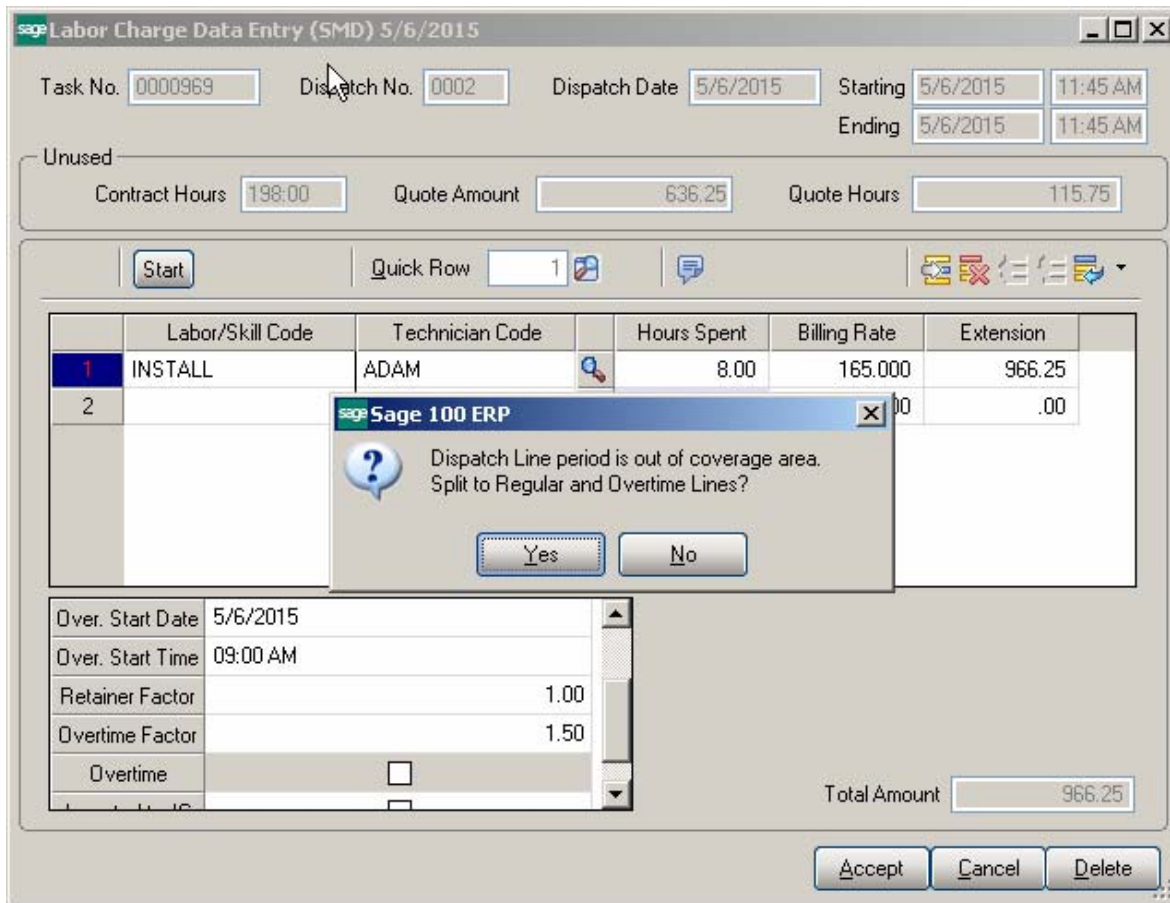 sage Labor Charge Data Entry (SMD) 5/6/2015
Task No. 0000969 Dispatch No. 0002 Dispatch Date 5/6/2015 Starting 5/6/2015 11:45 AM
Ending 5/6/2015 11:45 AM
Unused
Contract Hours 198:00 Quote Amount 636.25 Quote Hours 115.75
Start Quick Row 1
Labor/Skill Code Technician Code Hours Spent Billing Rate Extension
1 INSTALL ADAM 8.00 165.000 966.25
2 .00
sage Sage 100 ERP
Dispatch Line period is out of coverage area.
Split to Regular and Overtime Lines?
Yes No
Over. Start Date 5/6/2015
Over. Start Time 09:00 AM
Retainer Factor 1.00
Overtime Factor 1.50
Overtime
Total Amount 966.25
Accept Cancel Delete